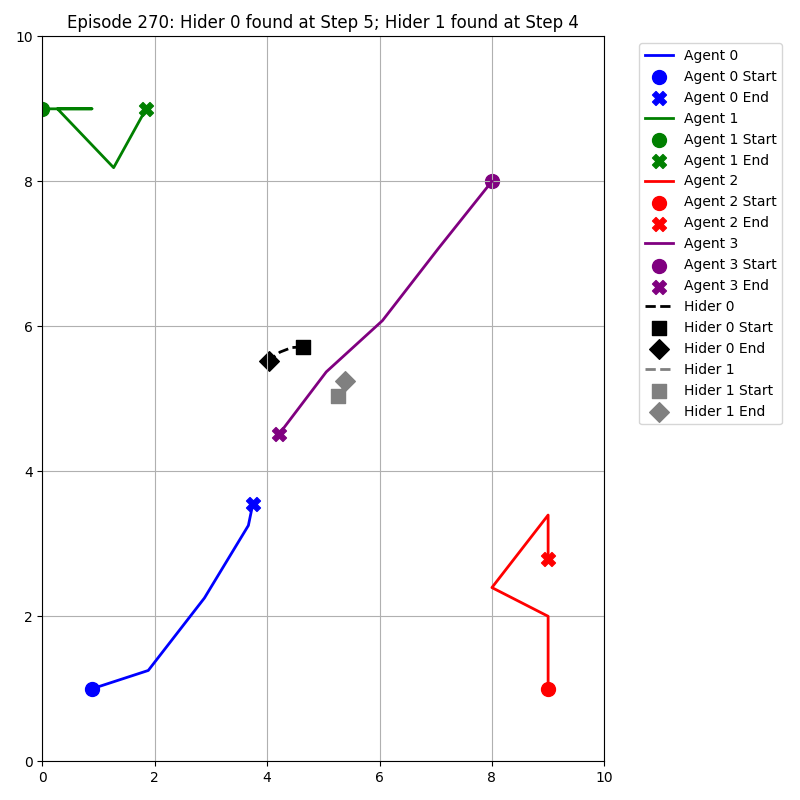 Episode 270: Hider 0 found at Step 5; Hider 1 found at Step 4
10
8
6
4
2
0
0 2 4 6 8 10
Agent 0
Agent 0 Start
Agent 0 End
Agent 1
Agent 1 Start
Agent 1 End
Agent 2
Agent 2 Start
Agent 2 End
Agent 3
Agent 3 Start
Agent 3 End
Hider 0
Hider 0 Start
Hider 0 End
Hider 1
Hider 1 Start
Hider 1 End